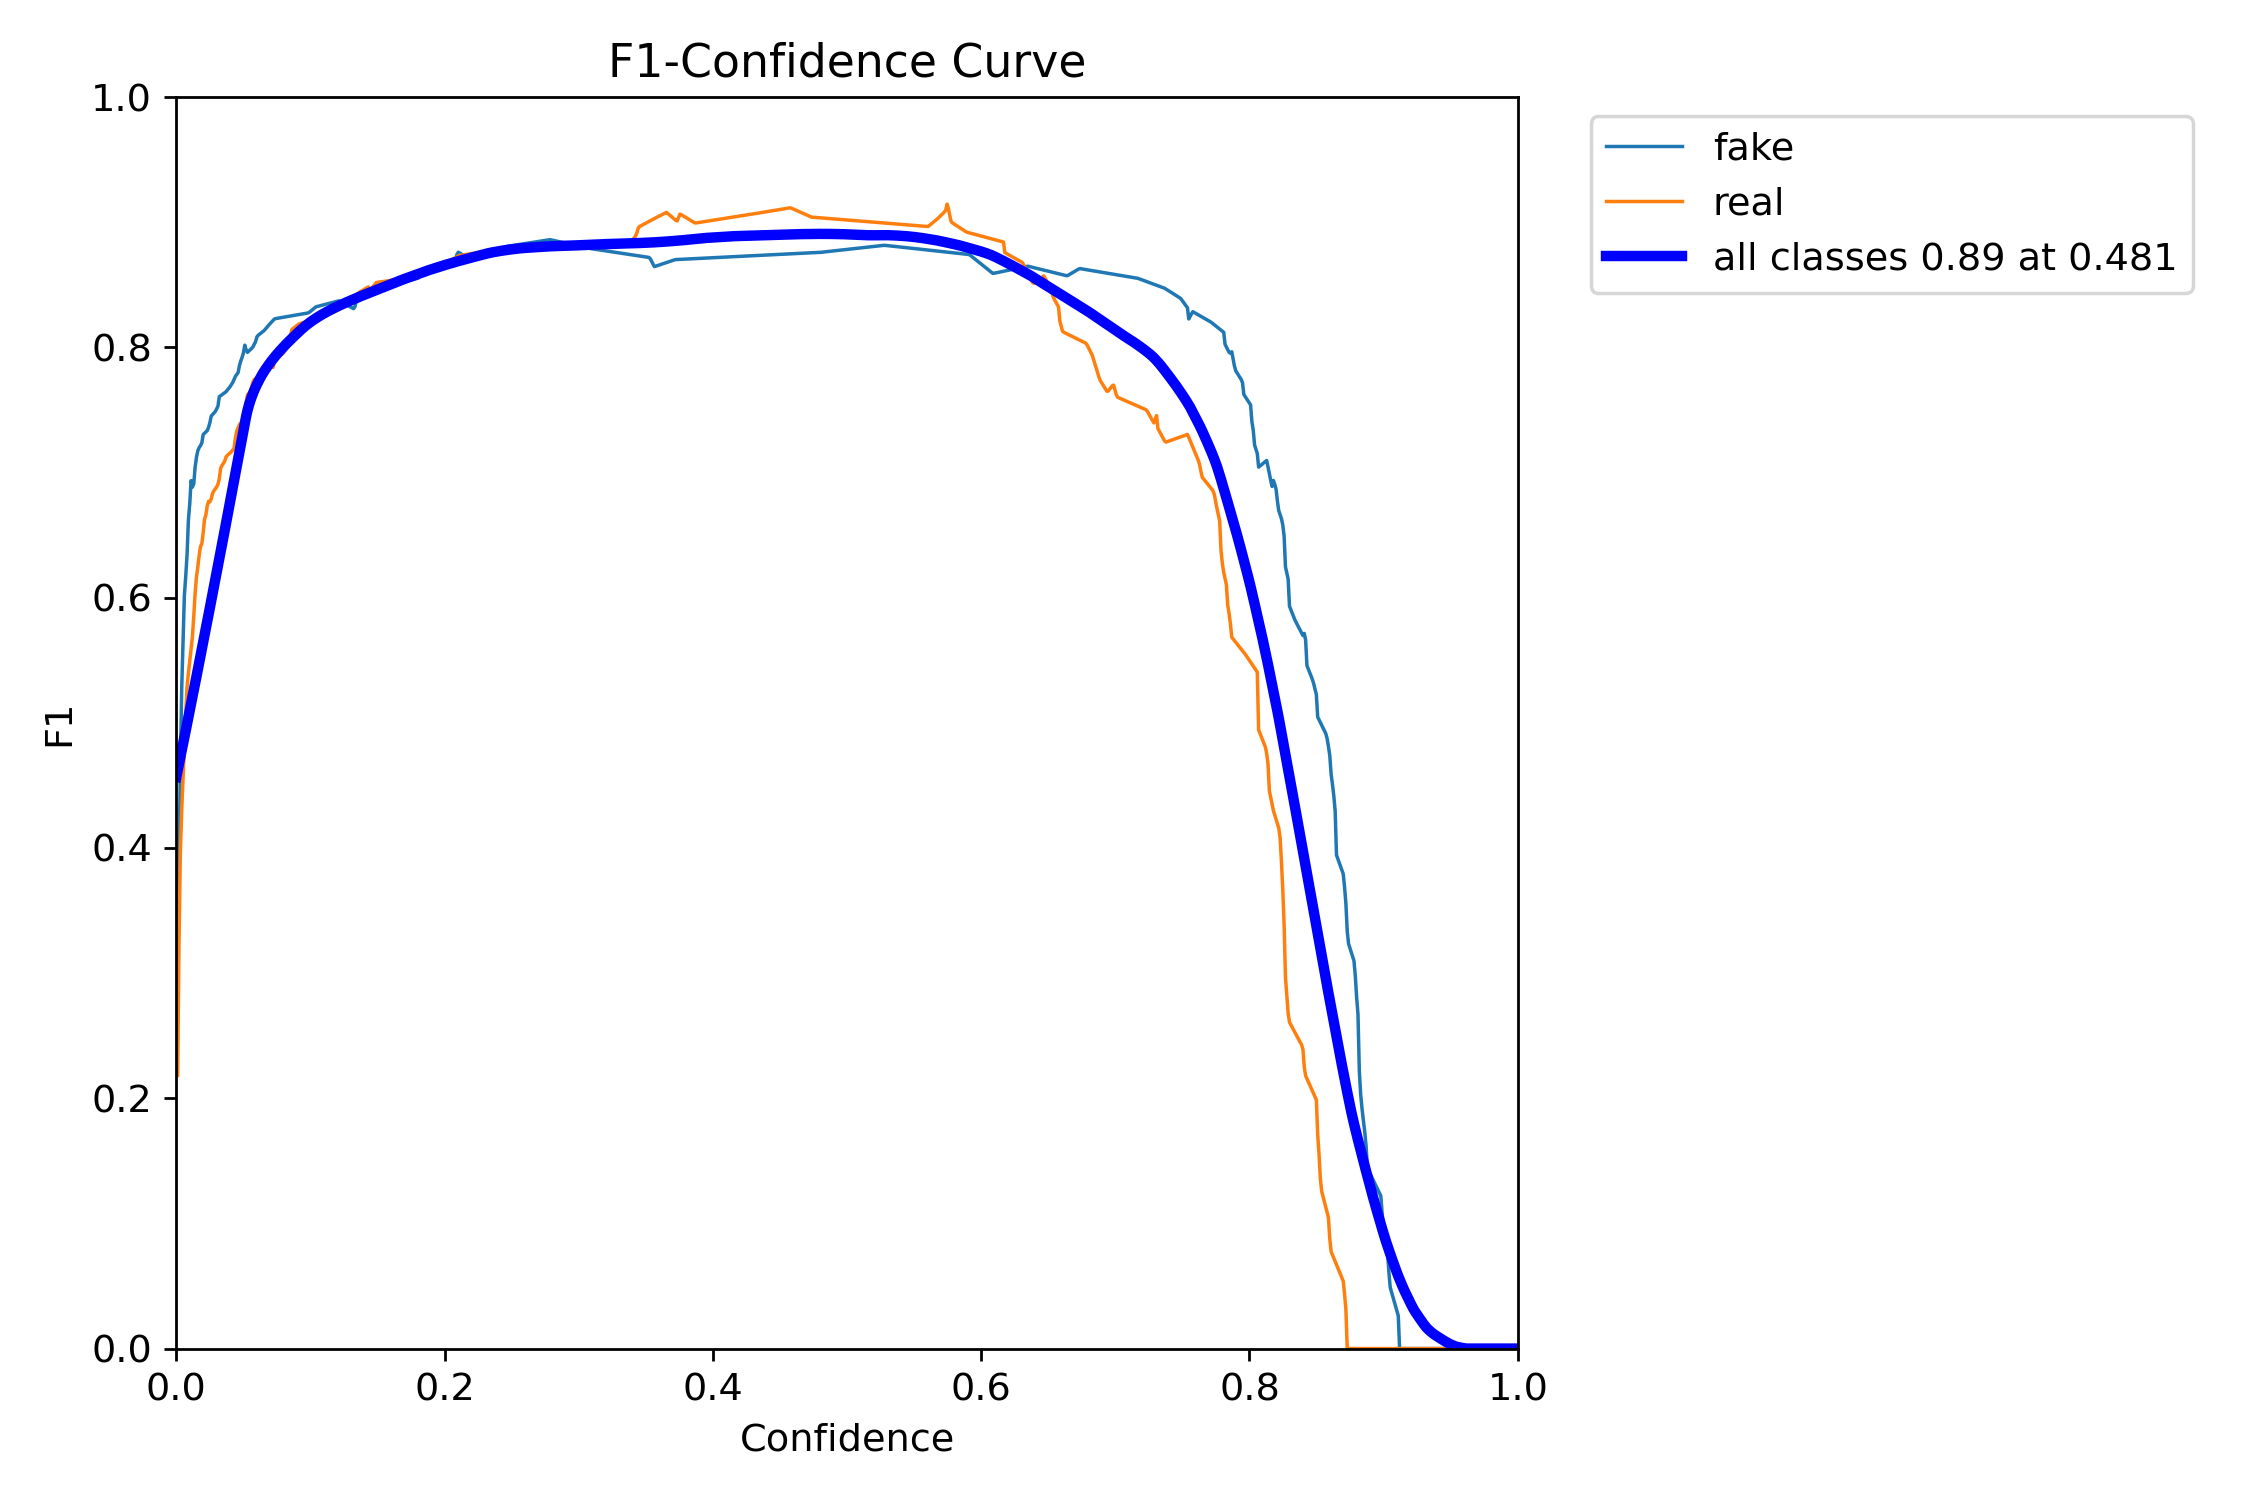 F1-Confidence Curve
1.0
0.8
0.6
0.4
0.2
0.0
F1
0.0 0.2 0.4 0.6 0.8 1.0
Confidence
fake
real
all classes 0.89 at 0.481